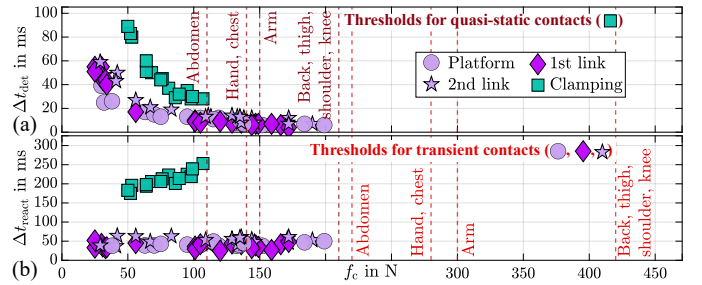 Thresholds for quasi-static contacts ( )
Platform 1st link
2nd link Clamping
Abdomen
Hand, chest
Arm
Back, thigh,
shoulder, knee
Δt_det in ms
80
60
40
20
0
(a)
Thresholds for transient contacts ( , , )
Abdomen
Hand, chest
Arm
Back, thigh,
shoulder, knee
Δt_react in ms
300
250
200
150
100
50
0
(b)
0 50 100 150 200 f_c in N 250 300 350 400 450